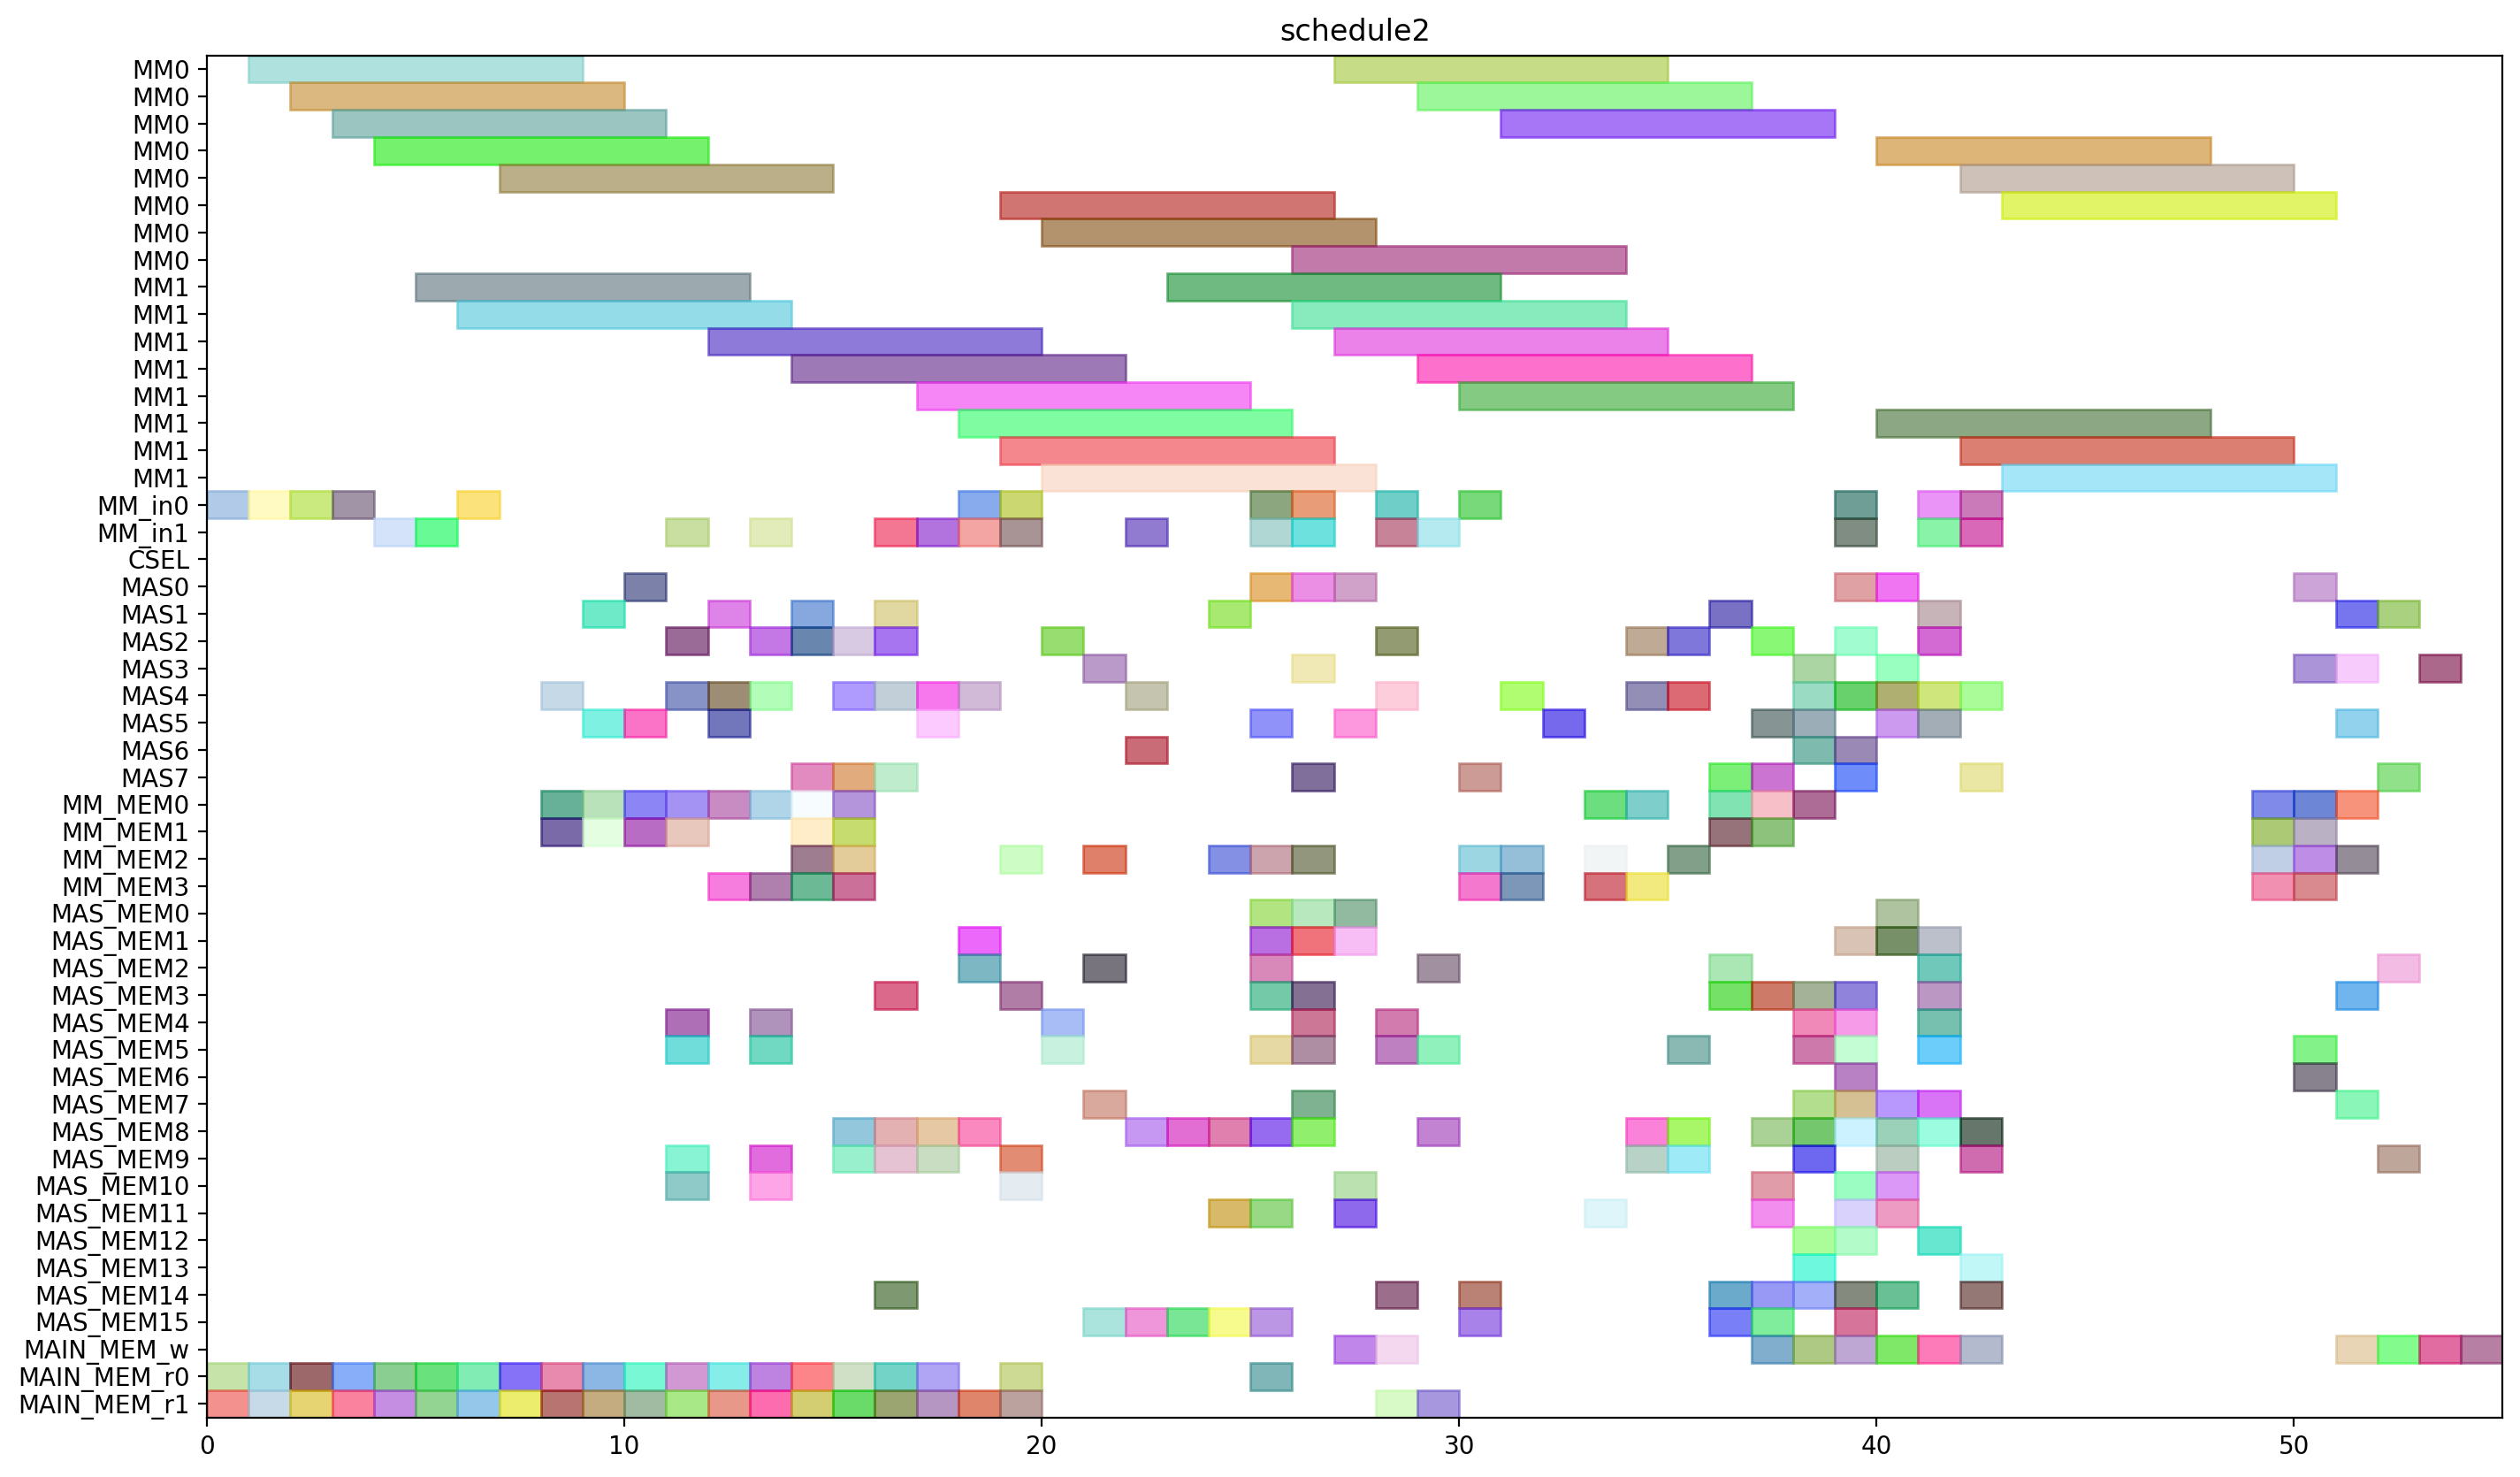 schedule2
MM0
MM0
MM0
MM0
MM0
MM0
MM0
MM0
MM1
MM1
MM1
MM1
MM1
MM1
MM1
MM1
MM_in0
MM_in1
CSEL
MAS0
MAS1
MAS2
MAS3
MAS4
MAS5
MAS6
MAS7
MM_MEM0
MM_MEM1
MM_MEM2
MM_MEM3
MAS_MEM0
MAS_MEM1
MAS_MEM2
MAS_MEM3
MAS_MEM4
MAS_MEM5
MAS_MEM6
MAS_MEM7
MAS_MEM8
MAS_MEM9
MAS_MEM10
MAS_MEM11
MAS_MEM12
MAS_MEM13
MAS_MEM14
MAS_MEM15
MAIN_MEM_w
MAIN_MEM_r0
MAIN_MEM_r1
0 10 20 30 40 50